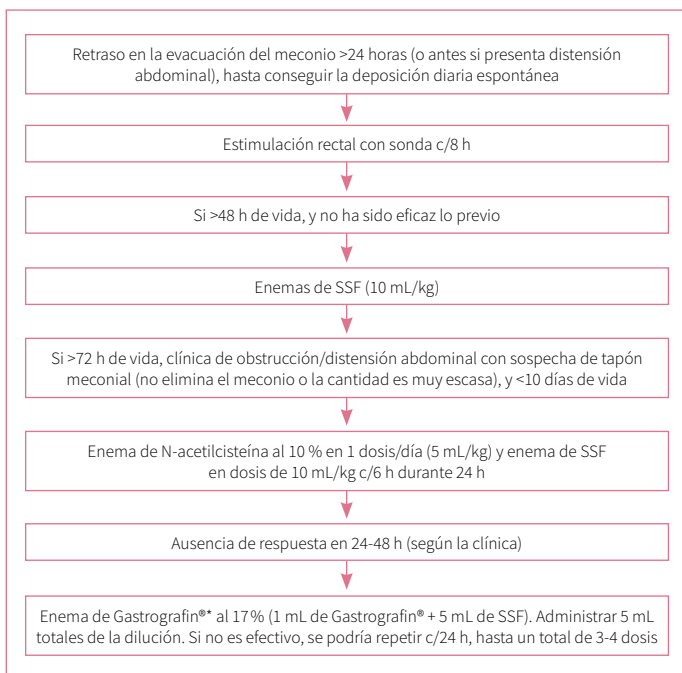 Retraso en la evacuación del meconio >24 horas (o antes si presenta distensión
abdominal), hasta conseguir la deposición diaria espontánea
Estimulación rectal con sonda c/8 h
Si >48 h de vida, y no ha sido eficaz lo previo
Enemas de SSF (10 mL/kg)
Si >72 h de vida, clínica de obstrucción/distensión abdominal con sospecha de tapón
meconial (no elimina el meconio o la cantidad es muy escasa), y <10 días de vida
Enema de N-acetilcisteína al 10 % en 1 dosis/día (5 mL/kg) y enema de SSF
en dosis de 10 mL/kg c/6 h durante 24 h
Ausencia de respuesta en 24-48 h (según la clínica)
Enema de Gastrografin®* al 17 % (1 mL de Gastrografin® + 5 mL de SSF). Administrar 5 mL
totales de la dilución. Si no es efectivo, se podría repetir c/24 h, hasta un total de 3-4 dosis